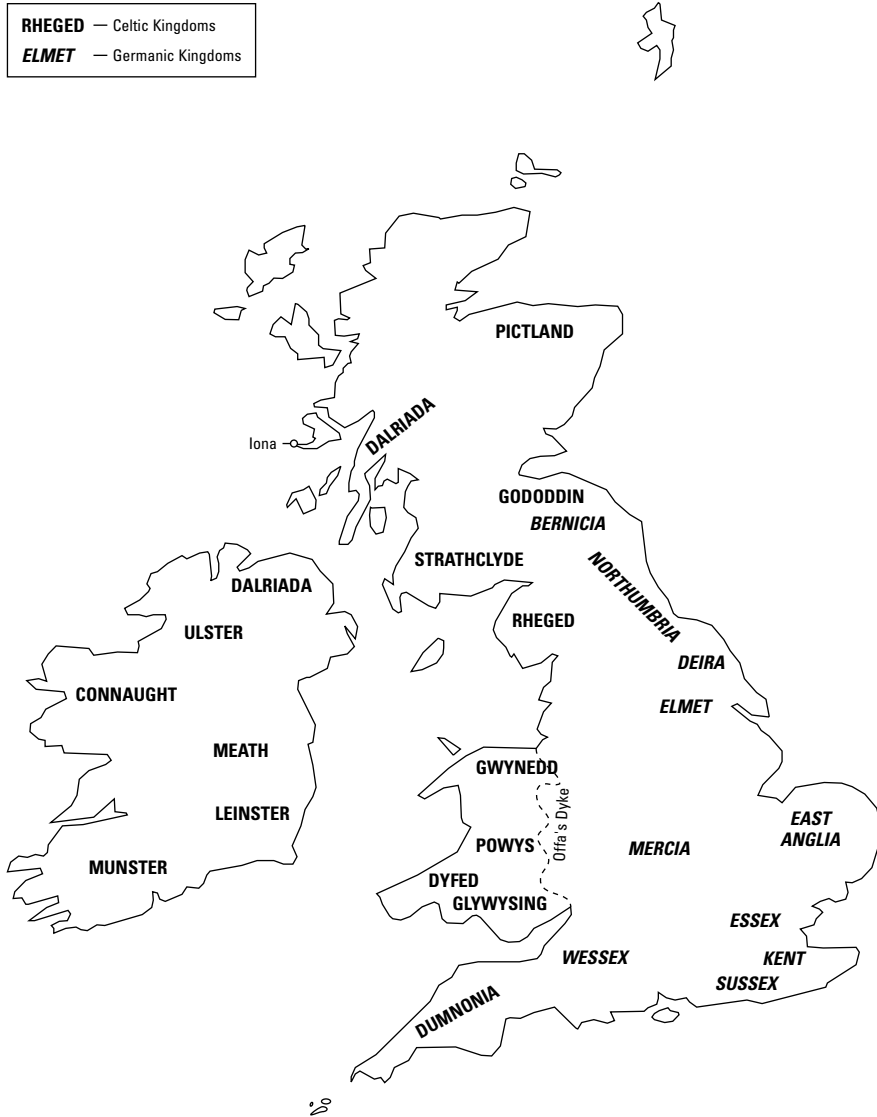 RHEGED — Celtic Kingdoms
ELMET — Germanic Kingdoms
PICTLAND
DALRIADA
Iona
GODODDIN
BERNICIA
STRATHCLYDE
NORTHUMBRIA
DALRIADA
RHEGED
ULSTER
DEIRA
CONNAUGHT
ELMET
MEATH
GWYNEDD
Offa's Dyke
LEINSTER
EAST
ANGLIA
POWYS
MERCIA
MUNSTER
DYFED
GLYWYSING
ESSEX
WESSEX
KENT
SUSSEX
DUMNONIA